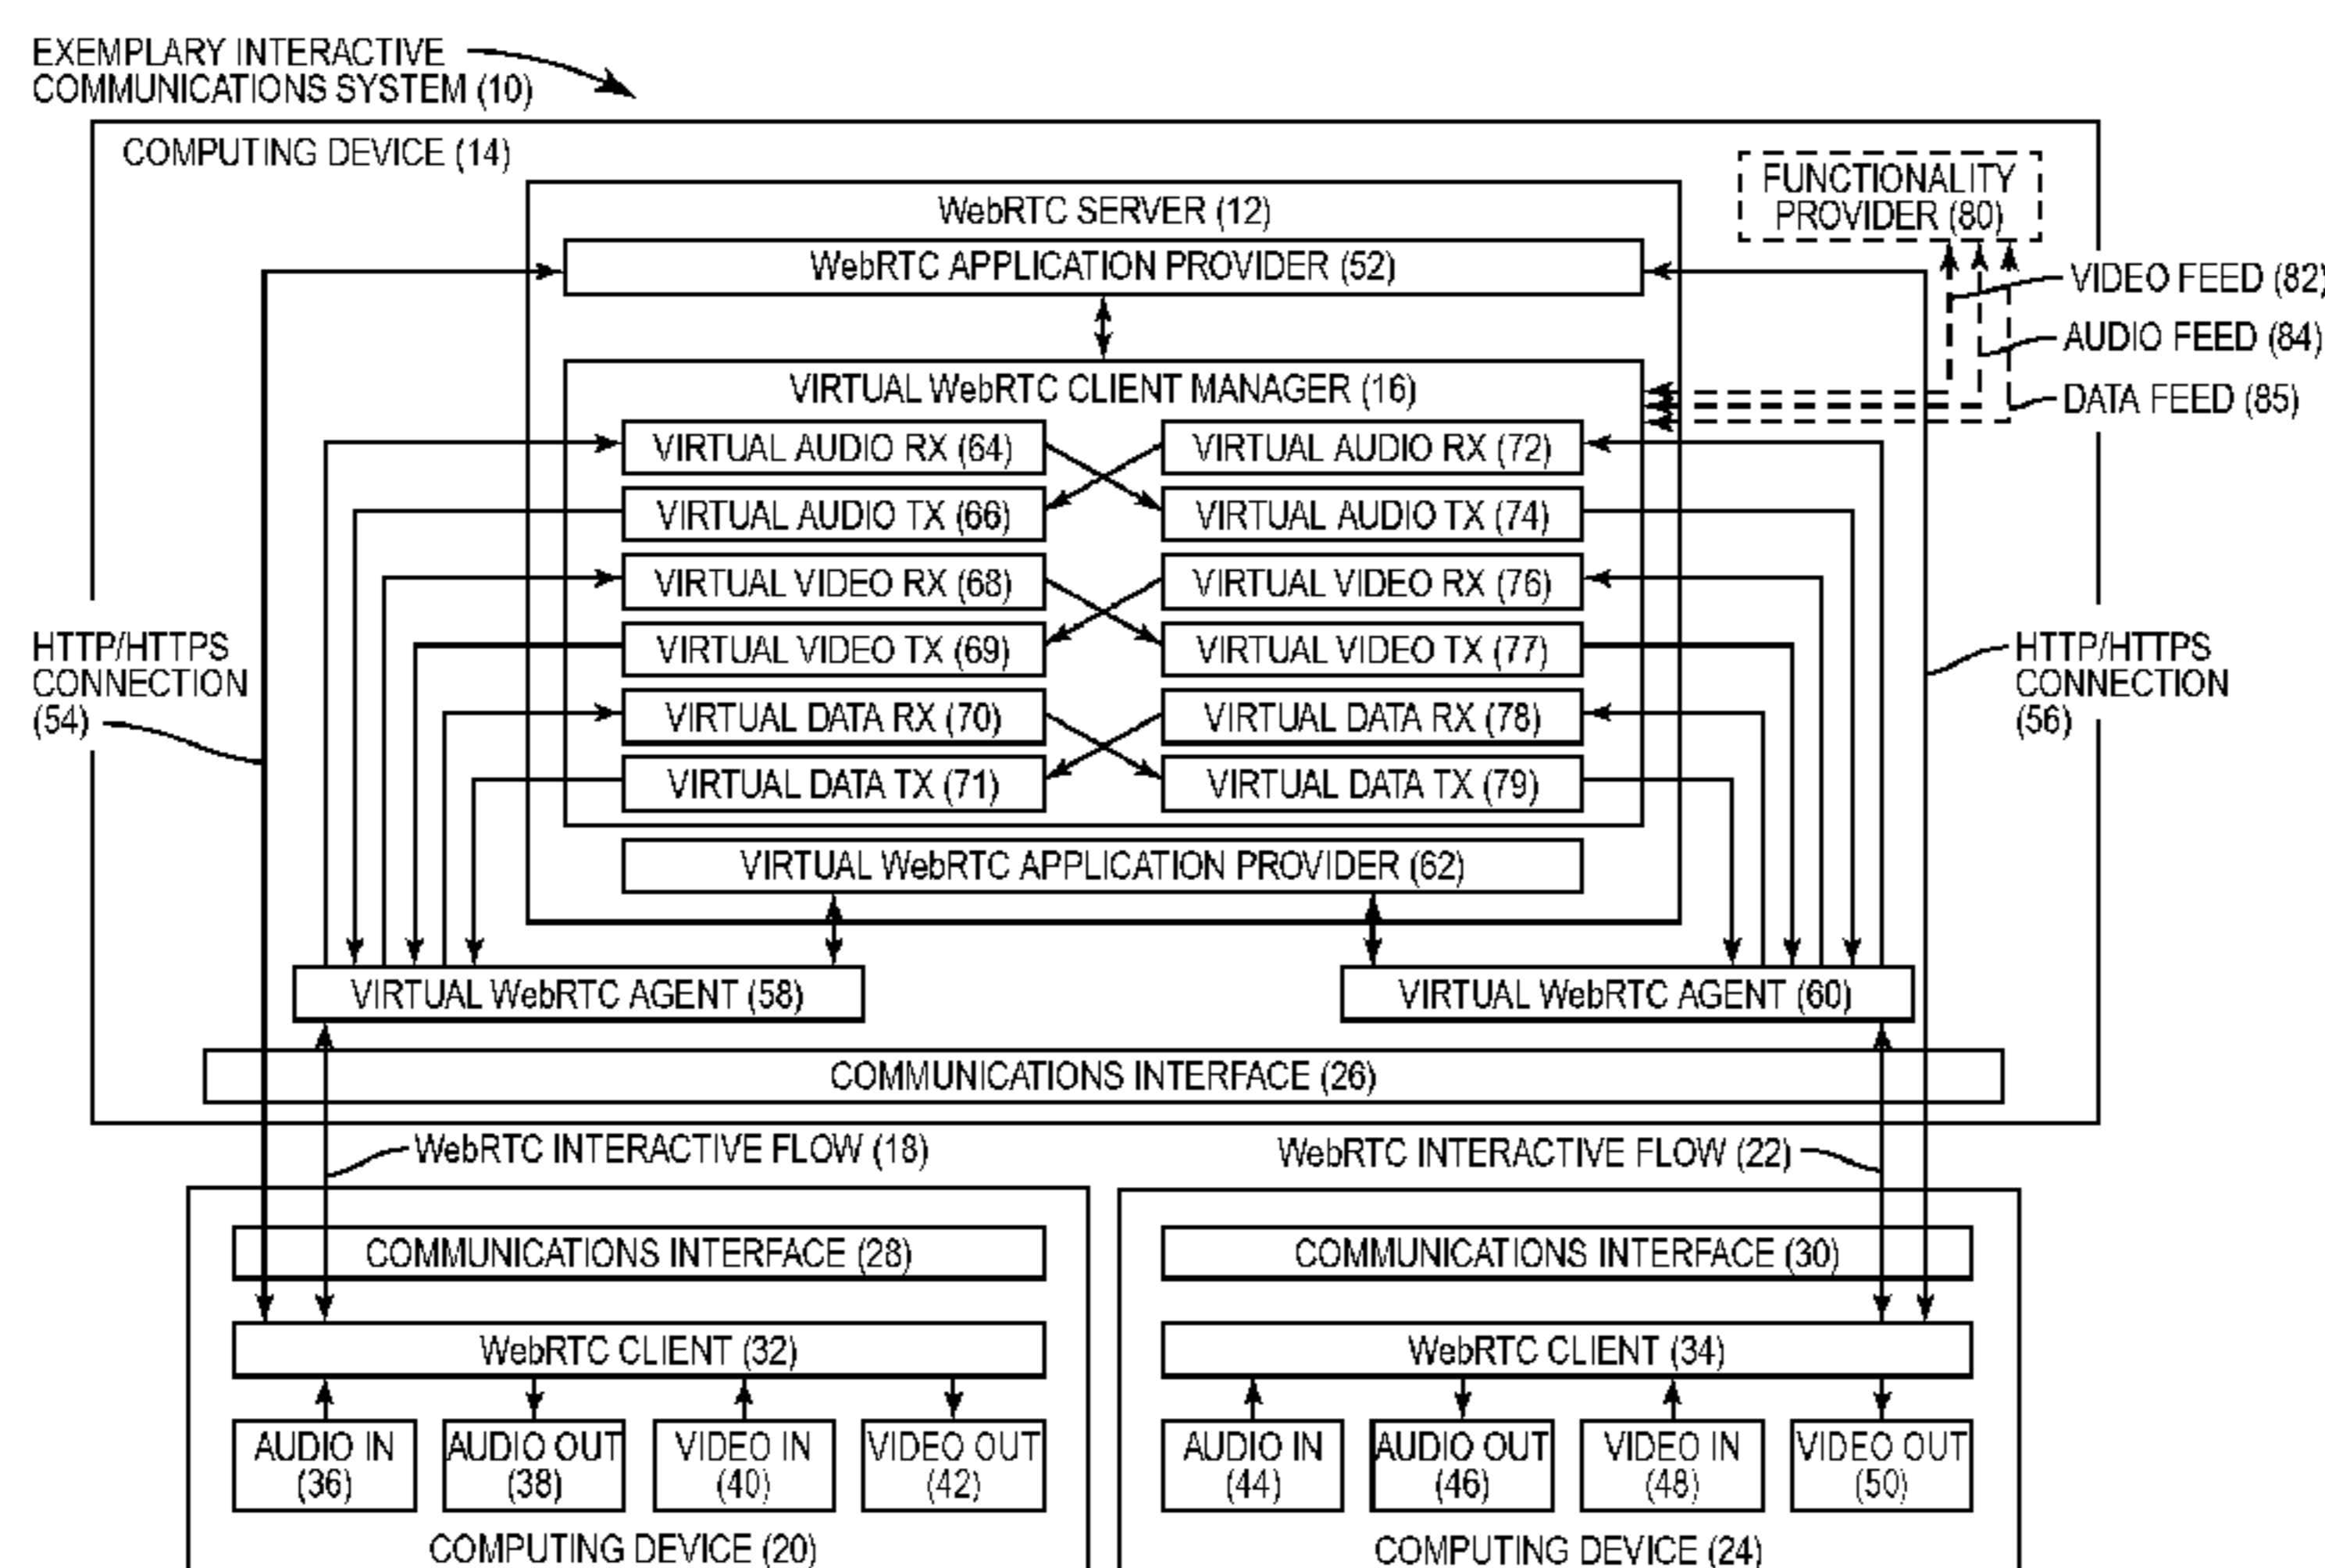 EXEMPLARY INTERACTIVE
COMMUNICATIONS SYSTEM (10)
COMPUTING DEVICE (14)
FUNCTIONALITY
PROVIDER (80)
WebRTC SERVER (12)
WebRTC APPLICATION PROVIDER (52)
VIDEO FEED (82)
AUDIO FEED (84)
DATA FEED (85)
VIRTUAL WebRTC CLIENT MANAGER (16)
VIRTUAL AUDIO RX (64)
VIRTUAL AUDIO RX (72)
VIRTUAL AUDIO TX (66)
VIRTUAL AUDIO TX (74)
VIRTUAL VIDEO RX (68)
VIRTUAL VIDEO RX (76)
VIRTUAL VIDEO TX (69)
VIRTUAL VIDEO TX (77)
VIRTUAL DATA RX (70)
VIRTUAL DATA RX (78)
VIRTUAL DATA TX (71)
VIRTUAL DATA TX (79)
HTTP/HTTPS
CONNECTION
(54)
HTTP/HTTPS
CONNECTION
(56)
VIRTUAL WebRTC APPLICATION PROVIDER (62)
VIRTUAL WebRTC AGENT (58)
VIRTUAL WebRTC AGENT (60)
COMMUNICATIONS INTERFACE (26)
WebRTC INTERACTIVE FLOW (18)
WebRTC INTERACTIVE FLOW (22)
COMMUNICATIONS INTERFACE (28)
COMMUNICATIONS INTERFACE (30)
WebRTC CLIENT (32)
WebRTC CLIENT (34)
AUDIO IN
(36)
AUDIO OUT
(38)
VIDEO IN
(40)
VIDEO OUT
(42)
AUDIO IN
(44)
AUDIO OUT
(46)
VIDEO IN
(48)
VIDEO OUT
(50)
COMPUTING DEVICE (20)
COMPUTING DEVICE (24)